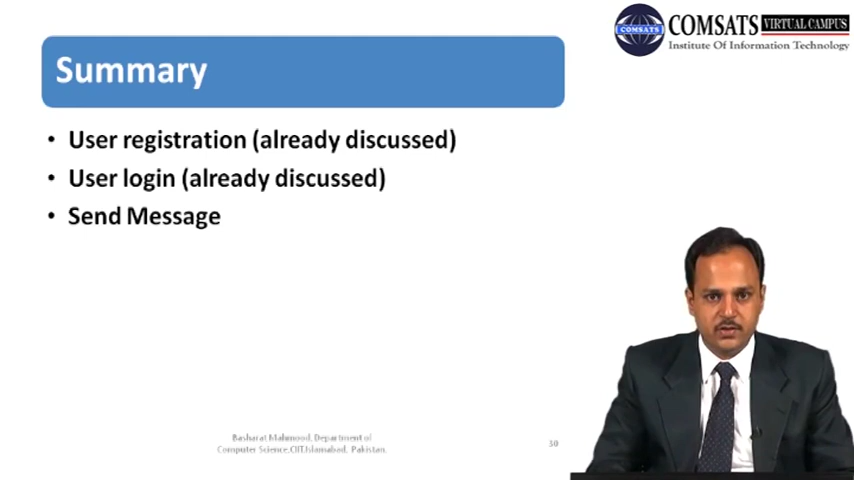 COMSATS VIRTUAL CAMPUS
COMSATS
Institute Of Information Technology
Summary
• User registration (already discussed)
• User login (already discussed)
• Send Message
Basharat Mahmood, Department of
Computer Science,CIIT,Islamabad, Pakistan.
30